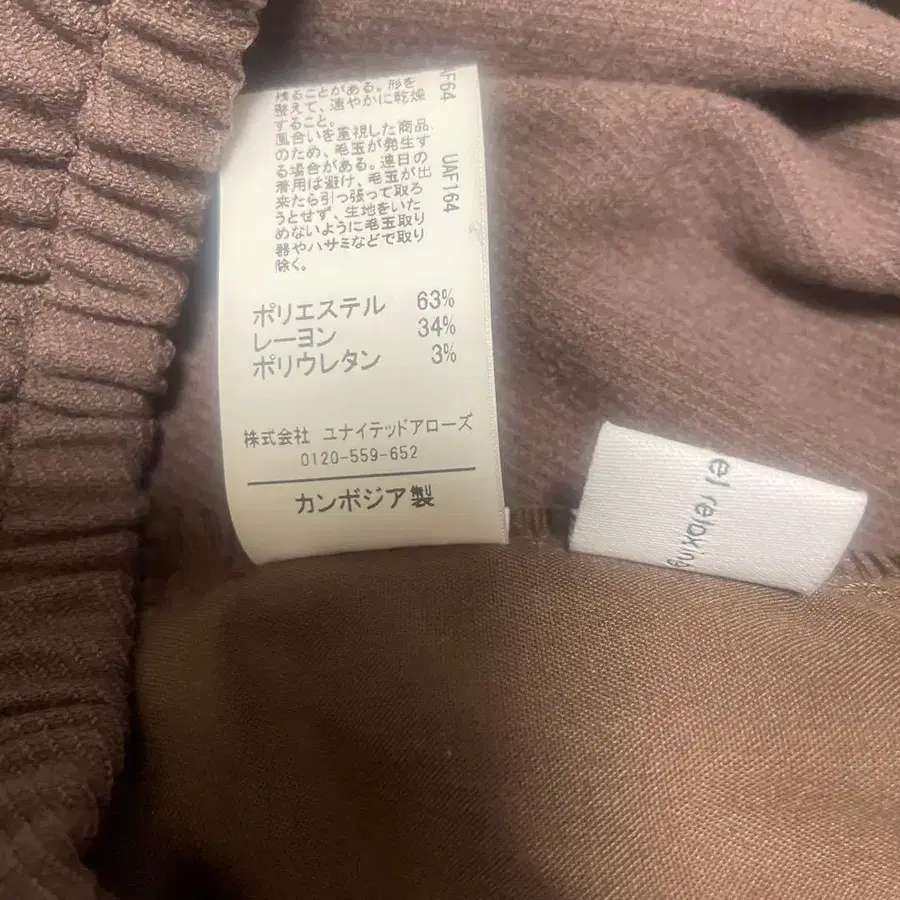 残ることがある。形を
整えて、速やかに乾燥
すること。
風合いを重視した商品
のため、毛玉が発生す
る場合がある。連日の
着用は避け、毛玉が出
来たら引っ張って取ろ
うとせず、生地をいた
めないように毛玉取り
器やハサミなどで取り
除く。
AF64
UAF164
ポリエステル 63%
レーヨン 34%
ポリウレタン 3%
株式会社 ユナイテッドアローズ
0120-559-652
カンボジア製
el relaxing